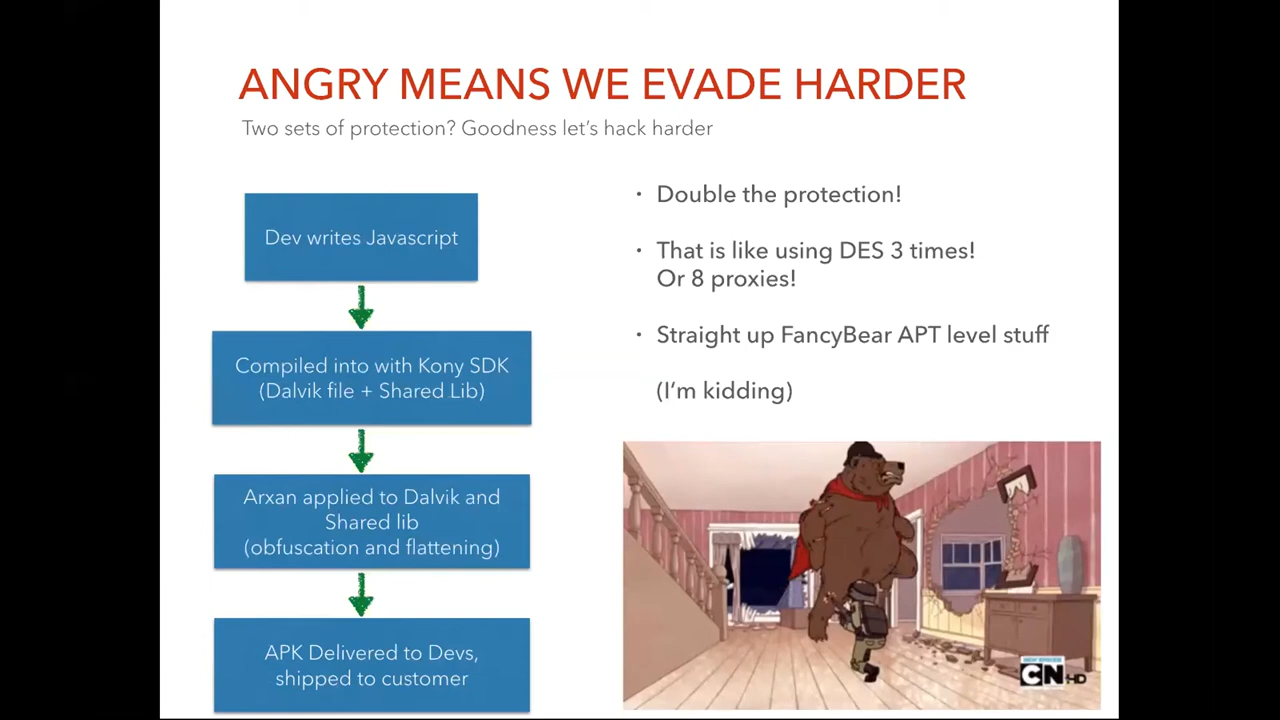 ANGRY MEANS WE EVADE HARDER
Two sets of protection? Goodness let's hack harder
Dev writes Javascript
Compiled into with Kony SDK
(Dalvik file + Shared Lib)
Arxan applied to Dalvik and
Shared lib
(obfuscation and flattening)
APK Delivered to Devs,
shipped to customer
• Double the protection!
• That is like using DES 3 times!
Or 8 proxies!
• Straight up FancyBear APT level stuff
(I'm kidding)
CN HD